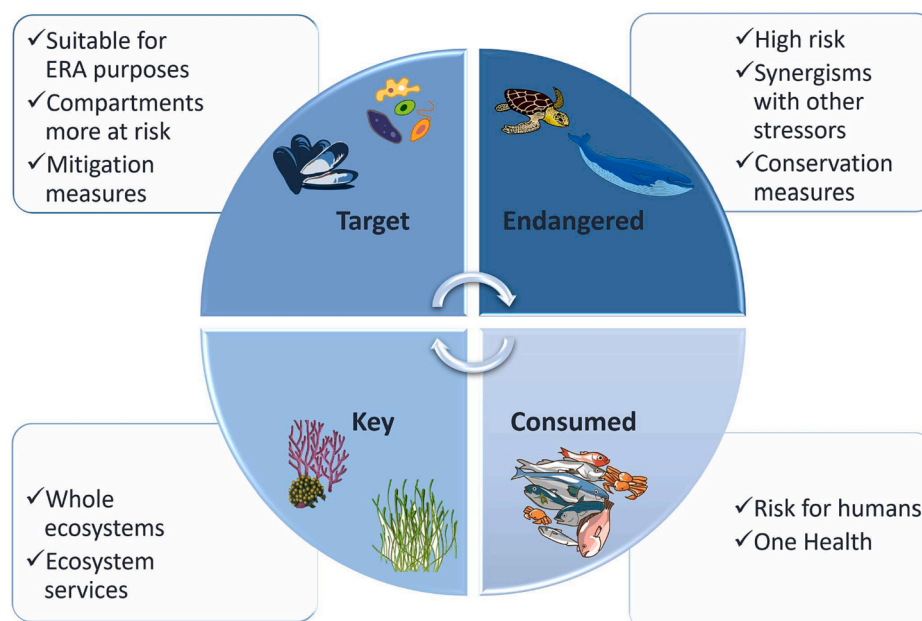 ✓Suitable for
ERA purposes
✓Compartments
more at risk
✓Mitigation
measures
✓High risk
✓Synergisms
with other
stressors
✓Conservation
measures
Target
Endangered
Key
Consumed
✓Whole
ecosystems
✓Ecosystem
services
✓Risk for humans
✓One Health